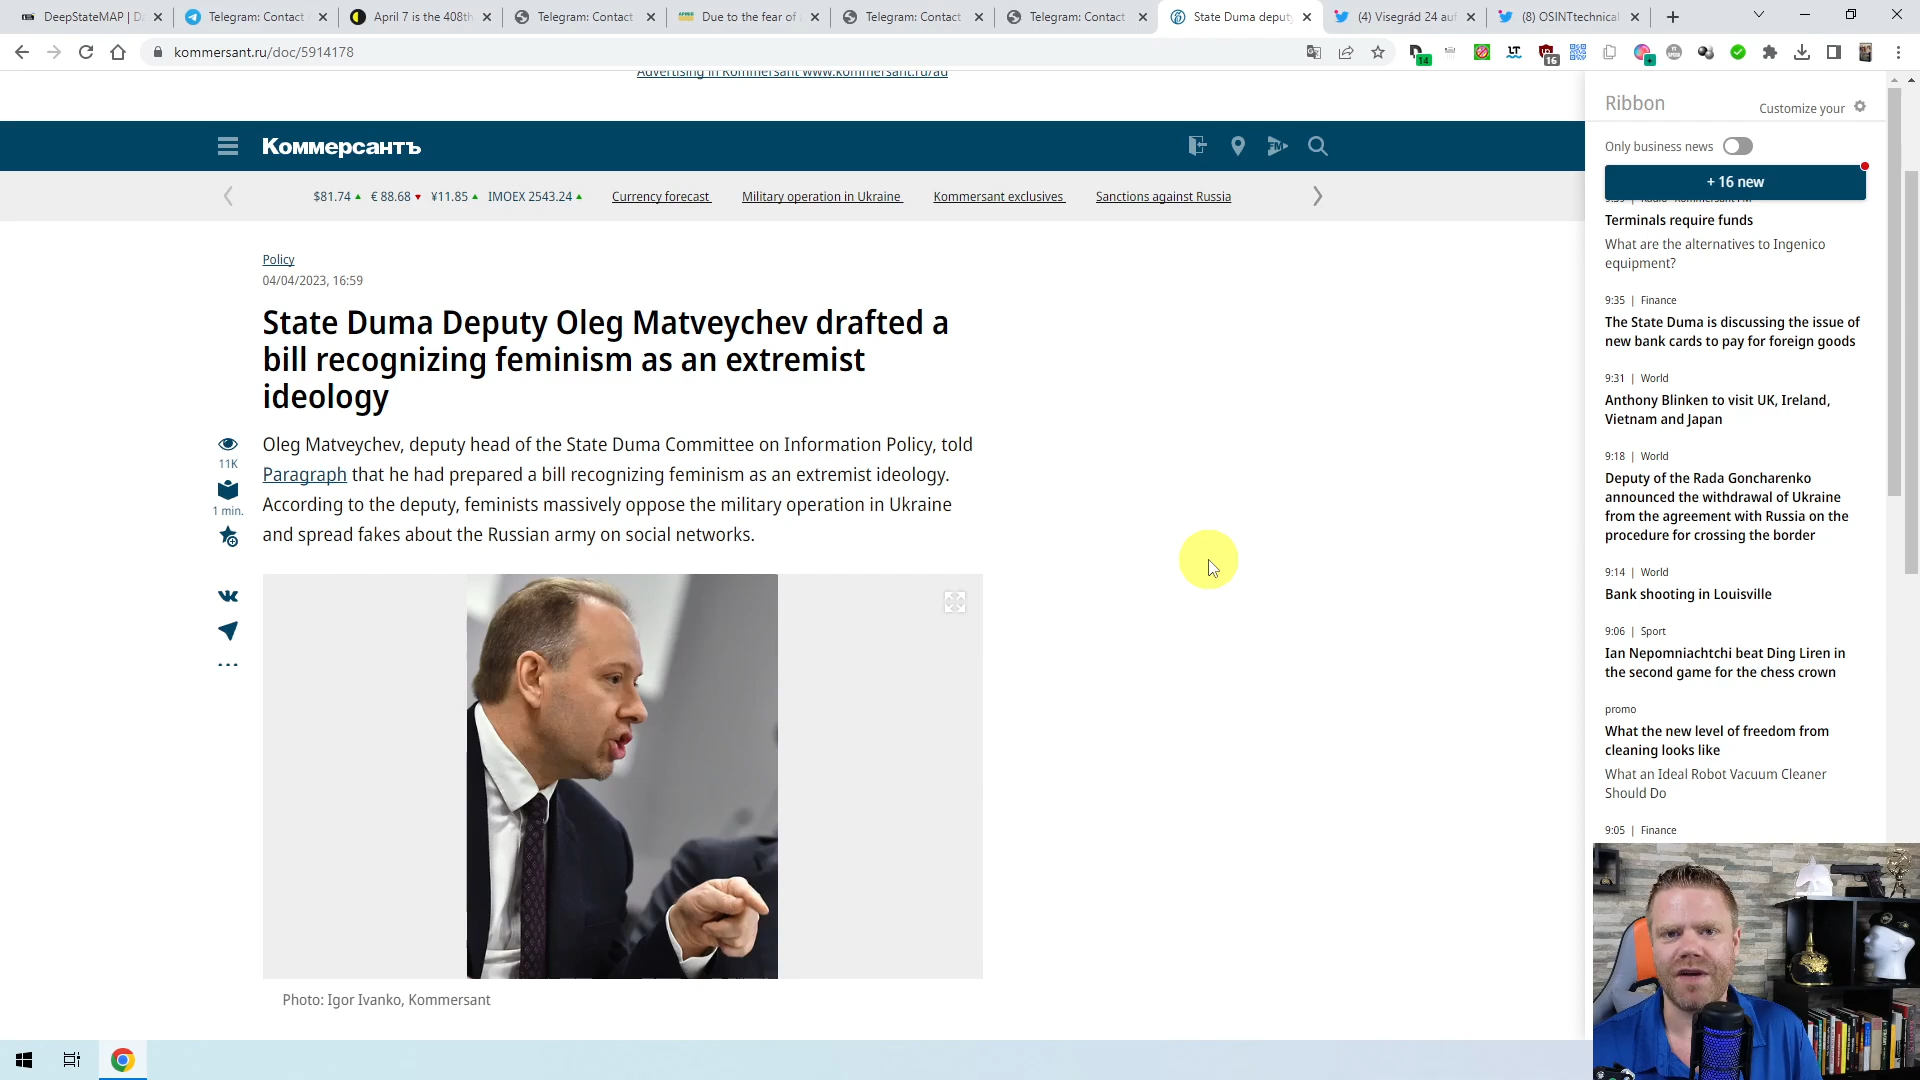 DeepStateMAP | D
Telegram: Contact
April 7 is the 408th
Telegram: Contact
Due to the fear of
Telegram: Contact
Telegram: Contact
State Duma deputy
(4) Visegrád 24 auf
(8) OSINTtechnical
kommersant.ru/doc/5914178
14
16
Advertising in Kommersant www.kommersant.ru/ad
Коммерсантъ
FM
$81.74 € 88.68 ¥11.85 IMOEX 2543.24 Currency forecast Military operation in Ukraine Kommersant exclusives Sanctions against Russia
Policy
04/04/2023, 16:59
State Duma Deputy Oleg Matveychev drafted a
bill recognizing feminism as an extremist
ideology
11K
1 min.
Oleg Matveychev, deputy head of the State Duma Committee on Information Policy, told
Paragraph that he had prepared a bill recognizing feminism as an extremist ideology.
According to the deputy, feminists massively oppose the military operation in Ukraine
and spread fakes about the Russian army on social networks.
Photo: Igor Ivanko, Kommersant
Ribbon
Customize your
Only business news
+ 16 new
Terminals require funds
What are the alternatives to Ingenico
equipment?
9:35 | Finance
The State Duma is discussing the issue of
new bank cards to pay for foreign goods
9:31 | World
Anthony Blinken to visit UK, Ireland,
Vietnam and Japan
9:18 | World
Deputy of the Rada Goncharenko
announced the withdrawal of Ukraine
from the agreement with Russia on the
procedure for crossing the border
9:14 | World
Bank shooting in Louisville
9:06 | Sport
Ian Nepomniachtchi beat Ding Liren in
the second game for the chess crown
promo
What the new level of freedom from
cleaning looks like
What an Ideal Robot Vacuum Cleaner
Should Do
9:05 | Finance